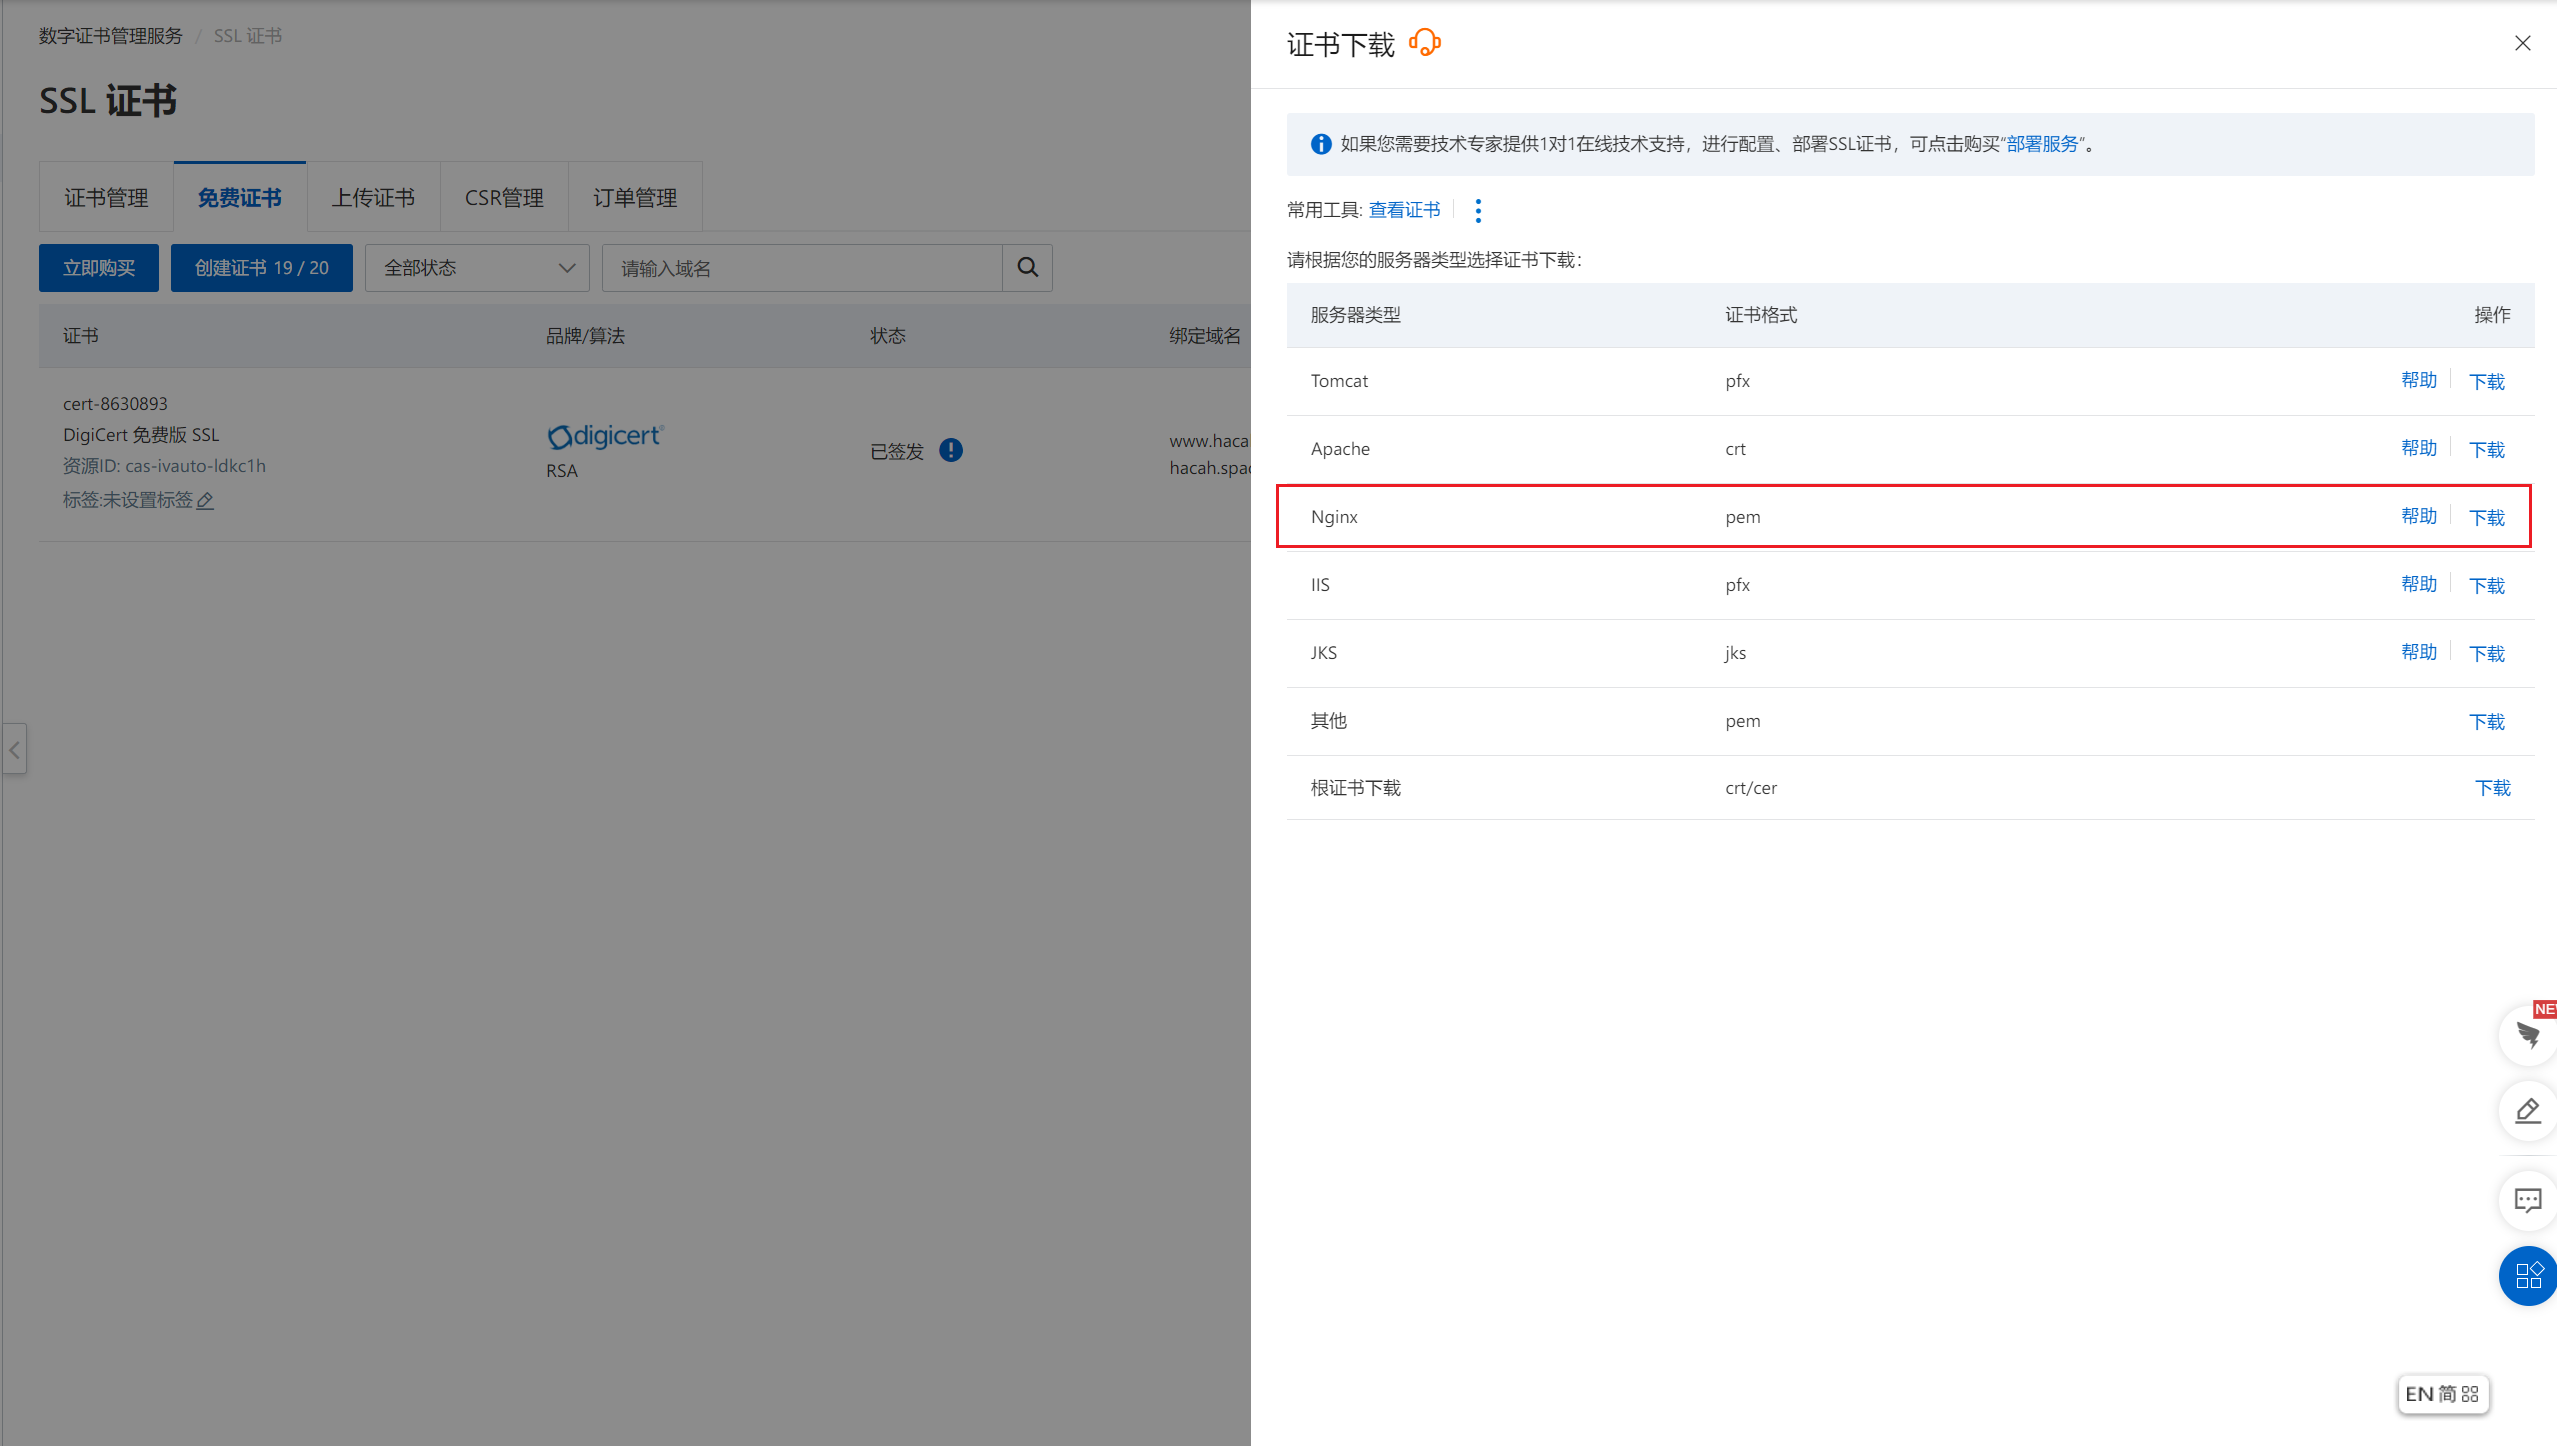 数字证书管理服务 / SSL 证书
SSL 证书
证书管理 免费证书 上传证书 CSR管理 订单管理
立即购买 创建证书 19 / 20 全部状态 请输入域名
证书 品牌/算法 状态 绑定域名
cert-8630893
DigiCert 免费版 SSL
资源ID: cas-ivauto-ldkc1h
标签:未设置标签
digicert
RSA
已签发
www.haca
hacah.spac
证书下载
如果您需要技术专家提供1对1在线技术支持，进行配置、部署SSL证书，可点击购买“部署服务”。
常用工具: 查看证书
请根据您的服务器类型选择证书下载：
服务器类型 证书格式 操作
Tomcat pfx 帮助 下载
Apache crt 帮助 下载
Nginx pem 帮助 下载
IIS pfx 帮助 下载
JKS jks 帮助 下载
其他 pem 下载
根证书下载 crt/cer 下载
NE
EN 简